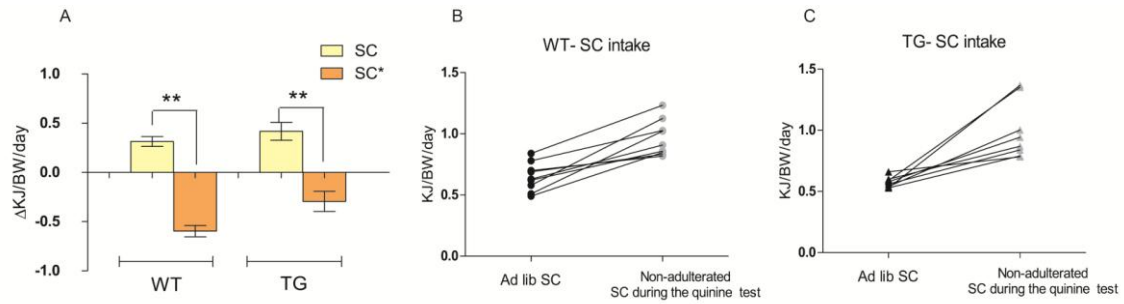 A
SC
SC*
1.0
0.5
0.0
-0.5
-1.0
ΔKJ/BW/day
**
**
WT
TG
B
WT- SC intake
1.5
1.0
0.5
0.0
KJ/BW/day
Ad lib SC
Non-adulterated
SC during the quinine test
C
TG- SC intake
1.5
1.0
0.5
0.0
KJ/BW/day
Ad lib SC
Non-adulterated
SC during the quinine test